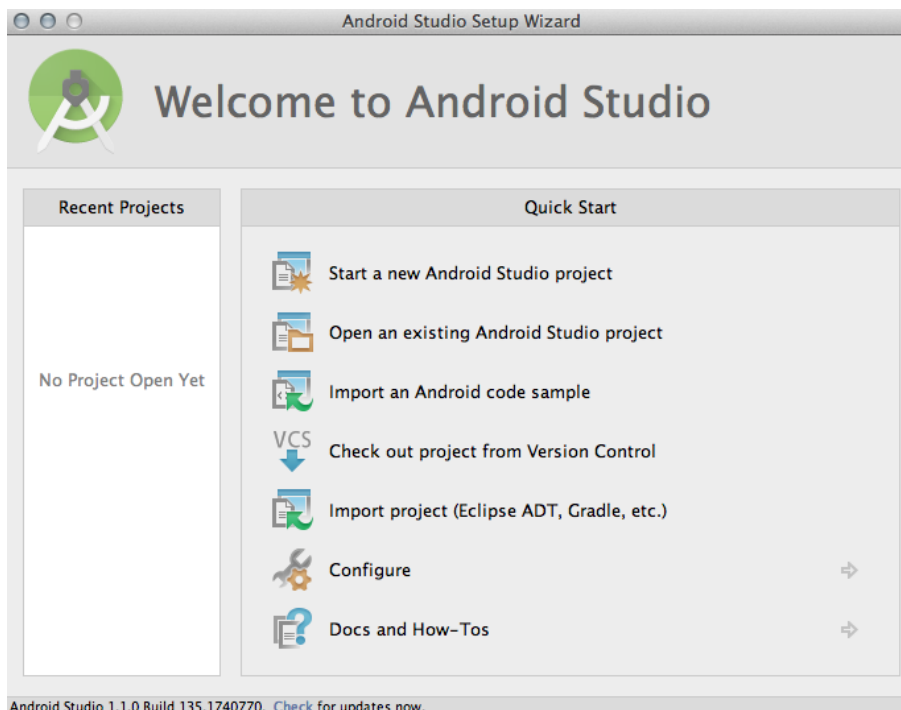 Android Studio Setup Wizard
Welcome to Android Studio
Recent Projects
No Project Open Yet
Quick Start
Start a new Android Studio project
Open an existing Android Studio project
Import an Android code sample
VCS
Check out project from Version Control
Import project (Eclipse ADT, Gradle, etc.)
Configure
Docs and How-Tos
Android Studio 1.1.0 Build 135.1740770. Check for updates now.